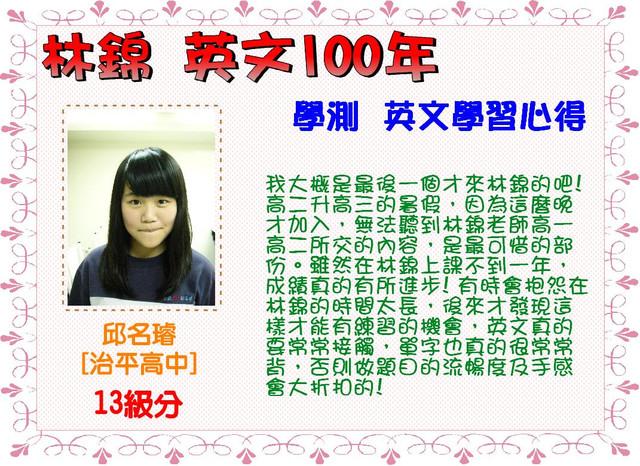 林錦 英文100年
學測 英文學習心得
我大概是最後一個才來林錦的吧!
高二升高三的暑假，因為這麼晚
才加入，無法聽到林錦老師高一
高二所交的內容，是最可惜的部
份。雖然在林錦上課不到一年，
成績真的有所進步! 有時會抱怨在
林錦的時間太長，後來才發現這
樣才能有練習的機會，英文真的
要常常接觸，單字也真的很常常
背，否則做題目的流暢度及手感
會大折扣的!
邱名璿
[治平高中]
13級分